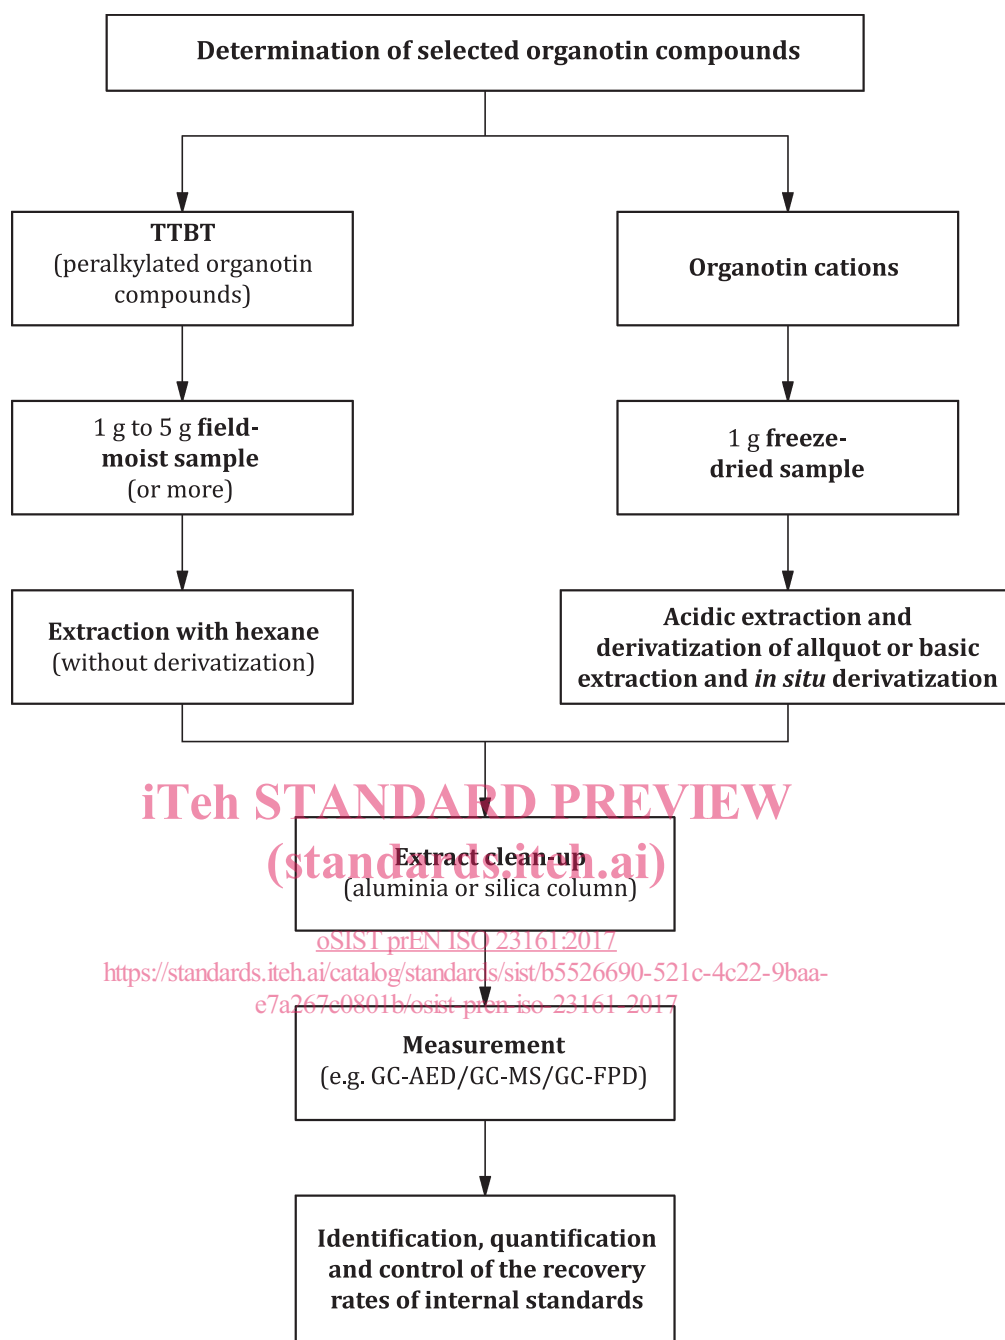 Determination of selected organotin compounds
TTBT
(peralkylated organotin
compounds)
Organotin cations
1 g to 5 g field-
moist sample
(or more)
1 g freeze-
dried sample
Extraction with hexane
(without derivatization)
Acidic extraction and
derivatization of allquot or basic
extraction and in situ derivatization
iTeh STANDARD PREVIEW
(standards.iteh.ai)
Extract clean-up
(aluminia or silica column)
oSIST prEN ISO 23161:2017
https://standards.iteh.ai/catalog/standards/sist/b5526690-521c-4c22-9baa-
e7a267c0801b/osist-pren-iso-23161-2017
Measurement
(e.g. GC-AED/GC-MS/GC-FPD)
Identification, quantification
and control of the recovery
rates of internal standards